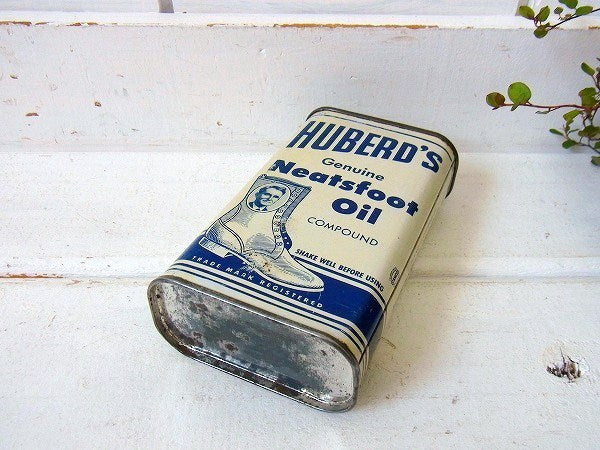 HUBERD'S
Genuine
Neatsfoot
Oil
COMPOUND
SHAKE WELL BEFORE USING
TRADE MARK REGISTERED